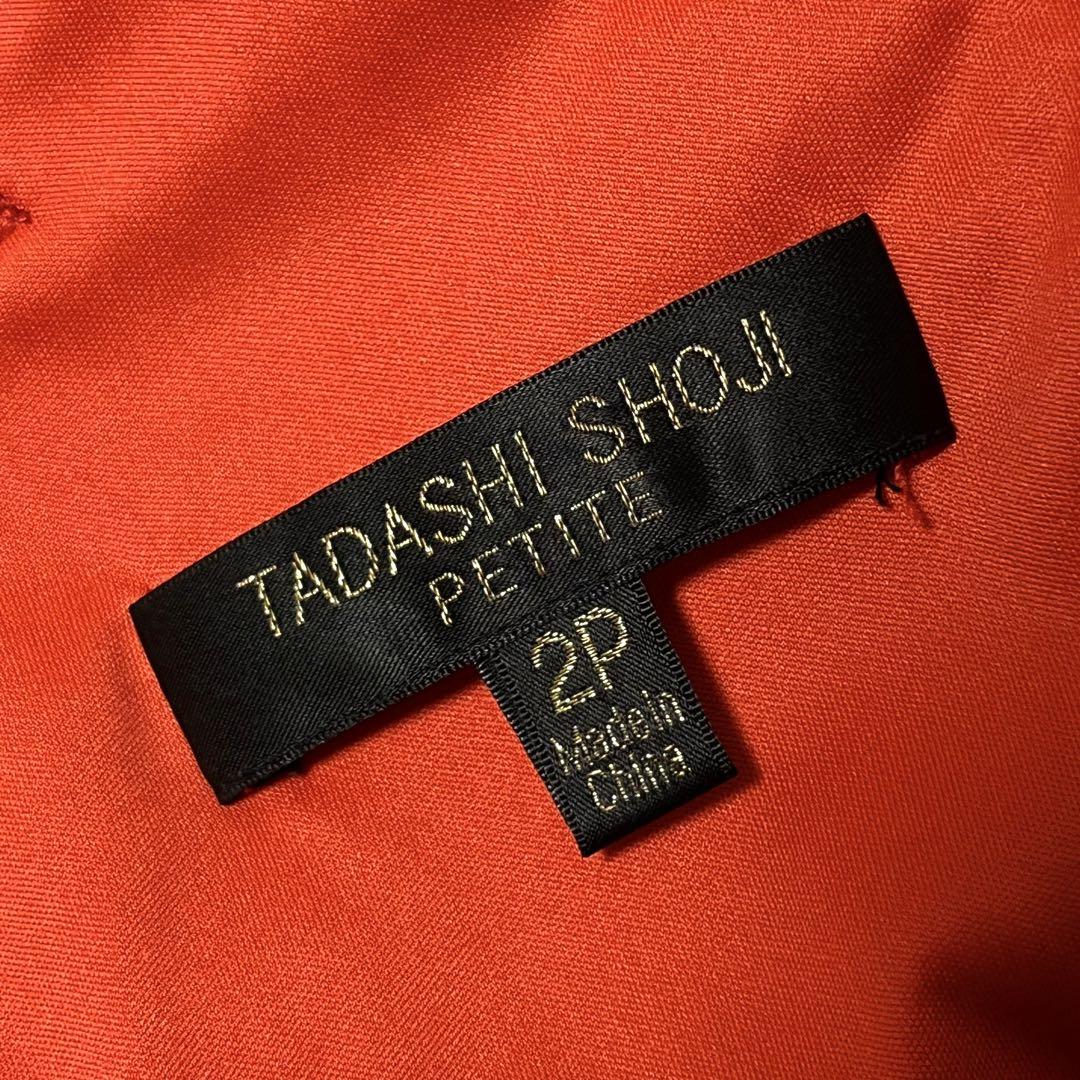 TADASHI SHOJI
PETITE
2P
Made in
China